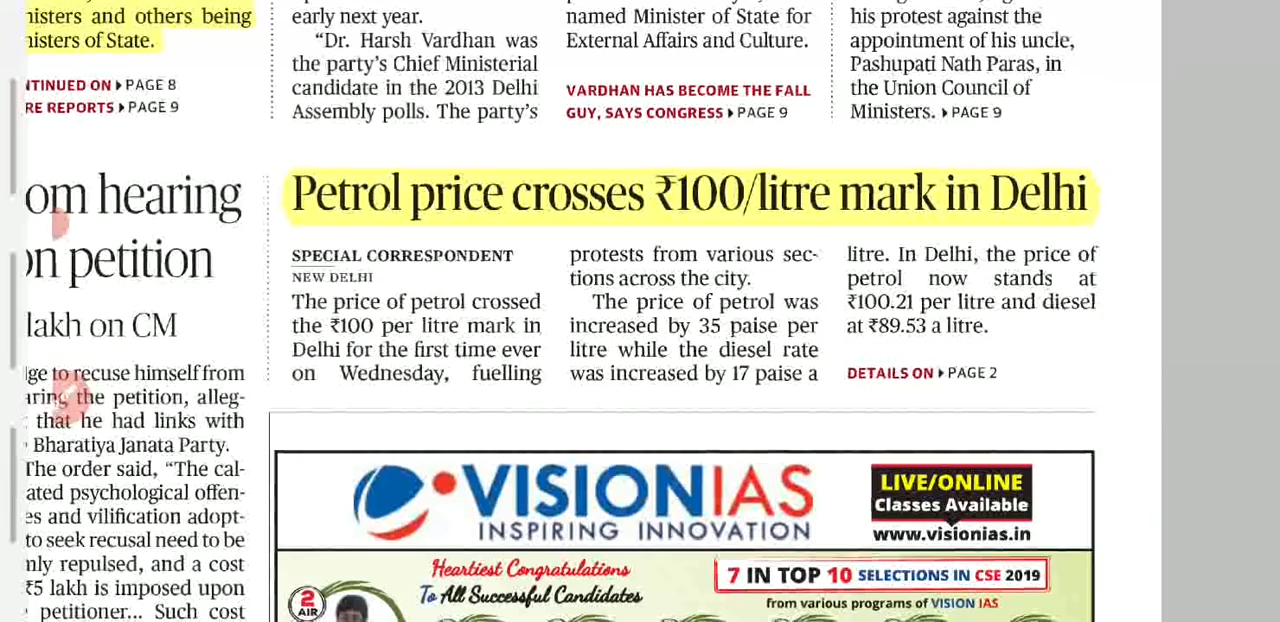 nisters and others being
nisters of State.
NTINUED ON ▸ PAGE 8
RE REPORTS ▸ PAGE 9
early next year.
“Dr. Harsh Vardhan was
the party’s Chief Ministerial
candidate in the 2013 Delhi
Assembly polls. The party’s
named Minister of State for
External Affairs and Culture.
VARDHAN HAS BECOME THE FALL
GUY, SAYS CONGRESS ▸ PAGE 9
his protest against the
appointment of his uncle,
Pashupati Nath Paras, in
the Union Council of
Ministers. ▸ PAGE 9
om hearing
on petition
lakh on CM
ge to recuse himself from
aring the petition, alleg-
that he had links with
Bharatiya Janata Party.
The order said, “The cal-
ated psychological offen-
es and vilification adopt-
to seek recusal need to be
nly repulsed, and a cost
₹5 lakh is imposed upon
petitioner... Such cost
Petrol price crosses ₹100/litre mark in Delhi
SPECIAL CORRESPONDENT
NEW DELHI
The price of petrol crossed
the ₹100 per litre mark in
Delhi for the first time ever
on Wednesday, fuelling
protests from various sec-
tions across the city.
The price of petrol was
increased by 35 paise per
litre while the diesel rate
was increased by 17 paise a
litre. In Delhi, the price of
petrol now stands at
₹100.21 per litre and diesel
at ₹89.53 a litre.
DETAILS ON ▸ PAGE 2
VISIONIAS
INSPIRING INNOVATION
LIVE/ONLINE
Classes Available
www.visionias.in
Heartiest Congratulations
To All Successful Candidates
7 IN TOP 10 SELECTIONS IN CSE 2019
from various programs of VISION IAS
2
AIR